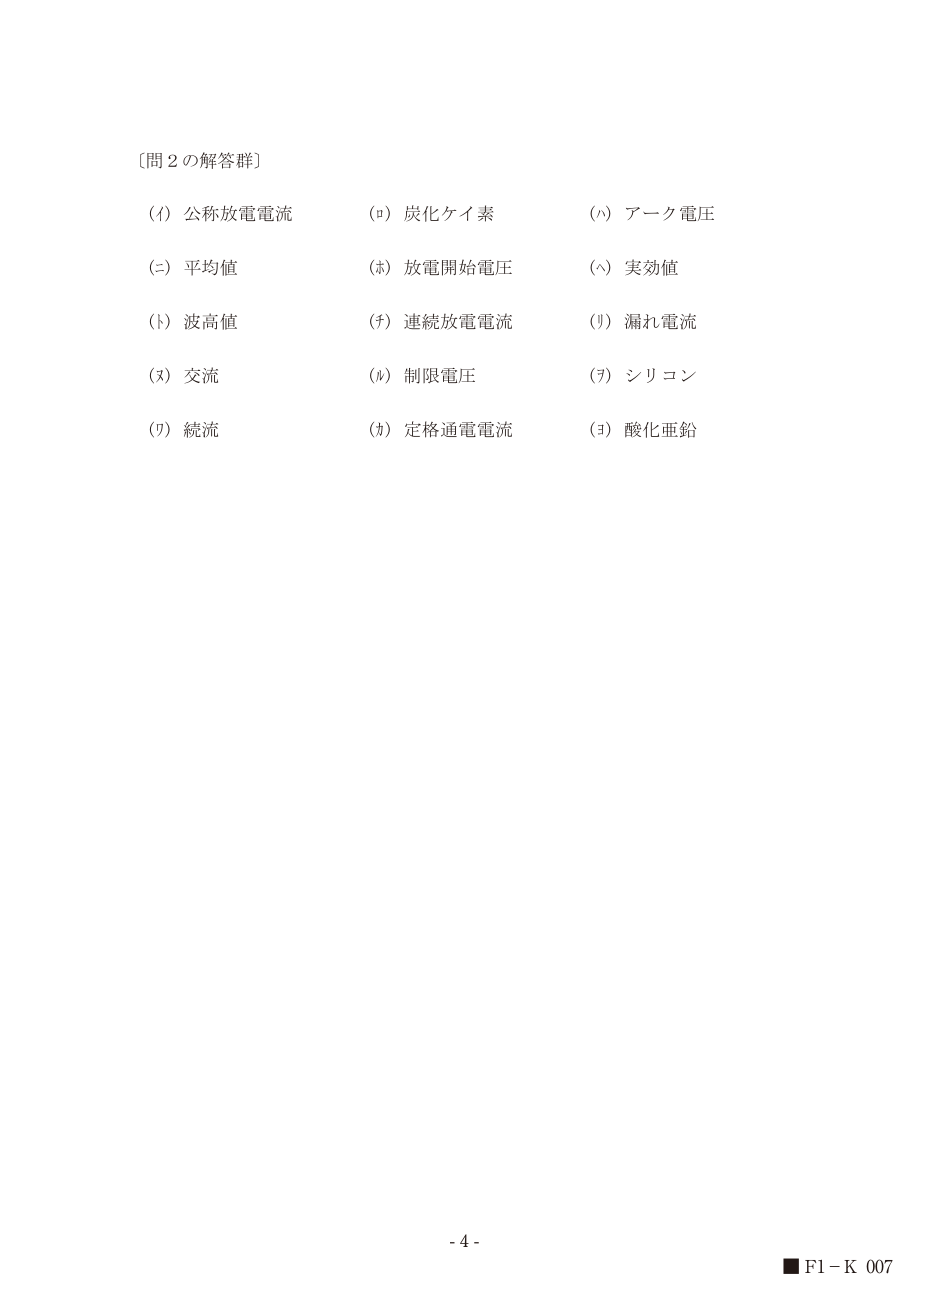 〔問２の解答群〕
(ｲ) 公称放電電流 (ﾛ) 炭化ケイ素 (ﾊ) アーク電圧
(ﾆ) 平均値 (ﾎ) 放電開始電圧 (ﾍ) 実効値
(ﾄ) 波高値 (ﾁ) 連続放電電流 (ﾘ) 漏れ電流
(ﾇ) 交流 (ﾙ) 制限電圧 (ｦ) シリコン
(ﾜ) 続流 (ｶ) 定格通電電流 (ﾖ) 酸化亜鉛
- 4 -
■F1－K 007